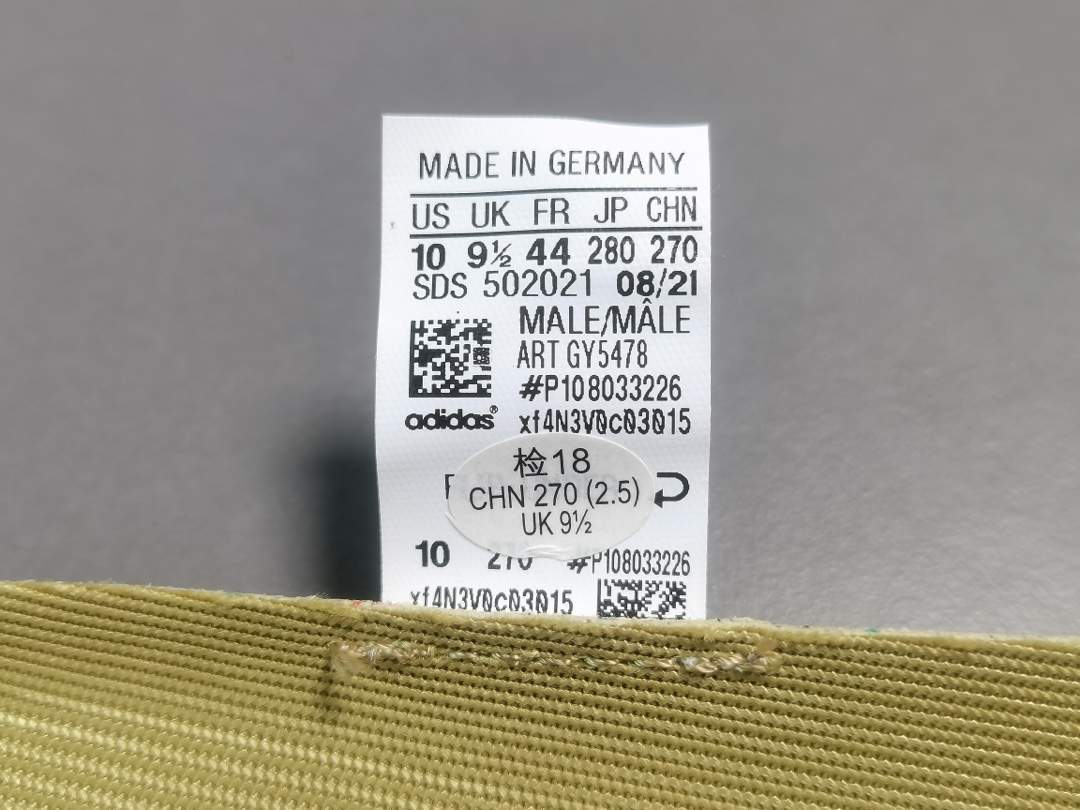 MADE IN GERMANY
US UK FR JP CHN
10 9½ 44 280 270
SDS 502021 08/21
MALE/MÂLE
ART GY5478
#P108033226
adidas® xf4N3V0c03015
检18
CHN 270 (2.5)
UK 9½
10 270 #P108033226
xf4N3V0c03015